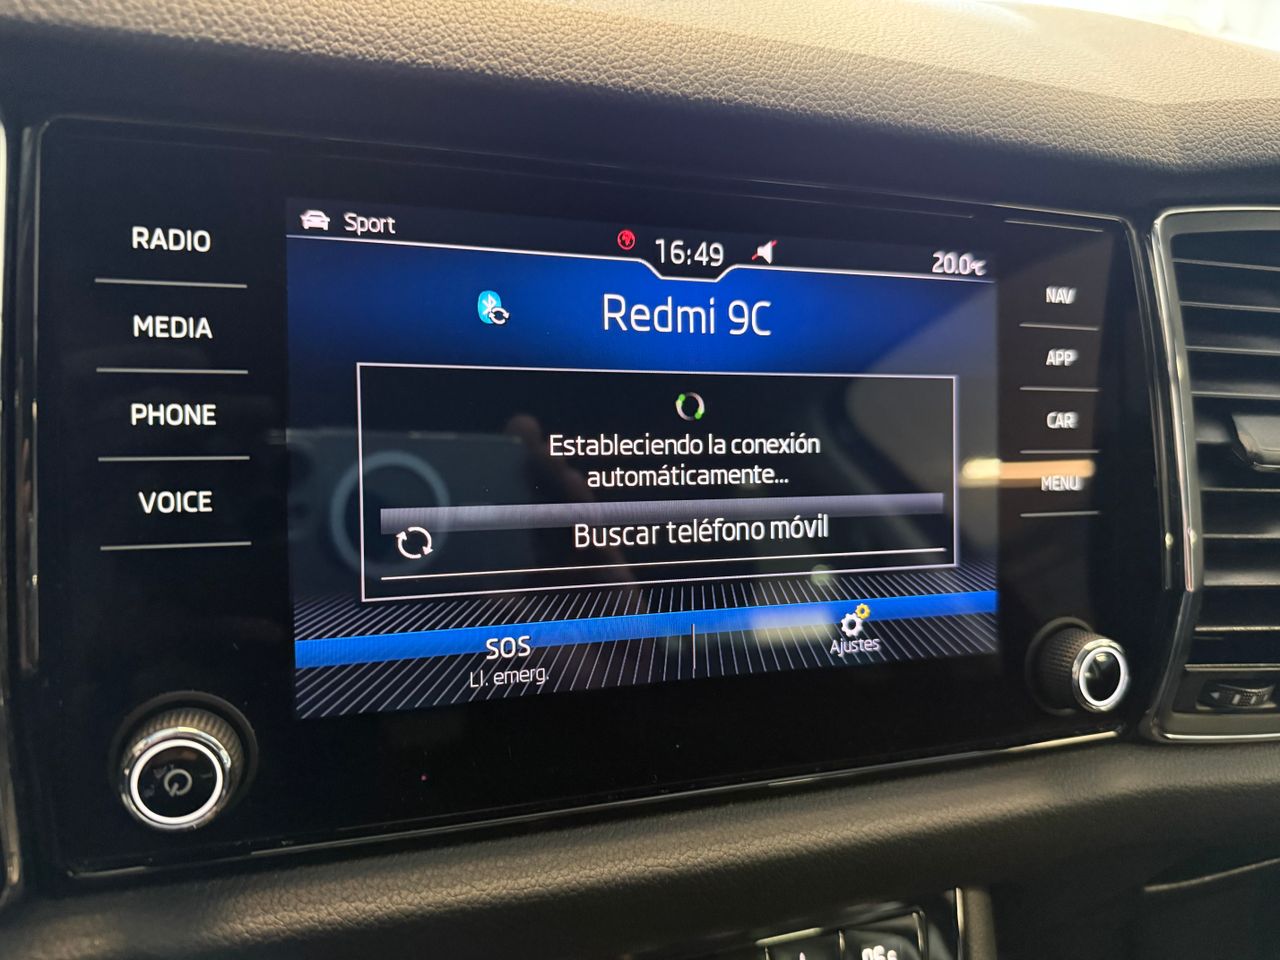 Sport
16:49
20.0°C
RADIO
MEDIA
PHONE
VOICE
Redmi 9C
Estableciendo la conexión
automáticamente...
Buscar teléfono móvil
SOS
Ll. emerg.
Ajustes
NAV
APP
CAR
MENU